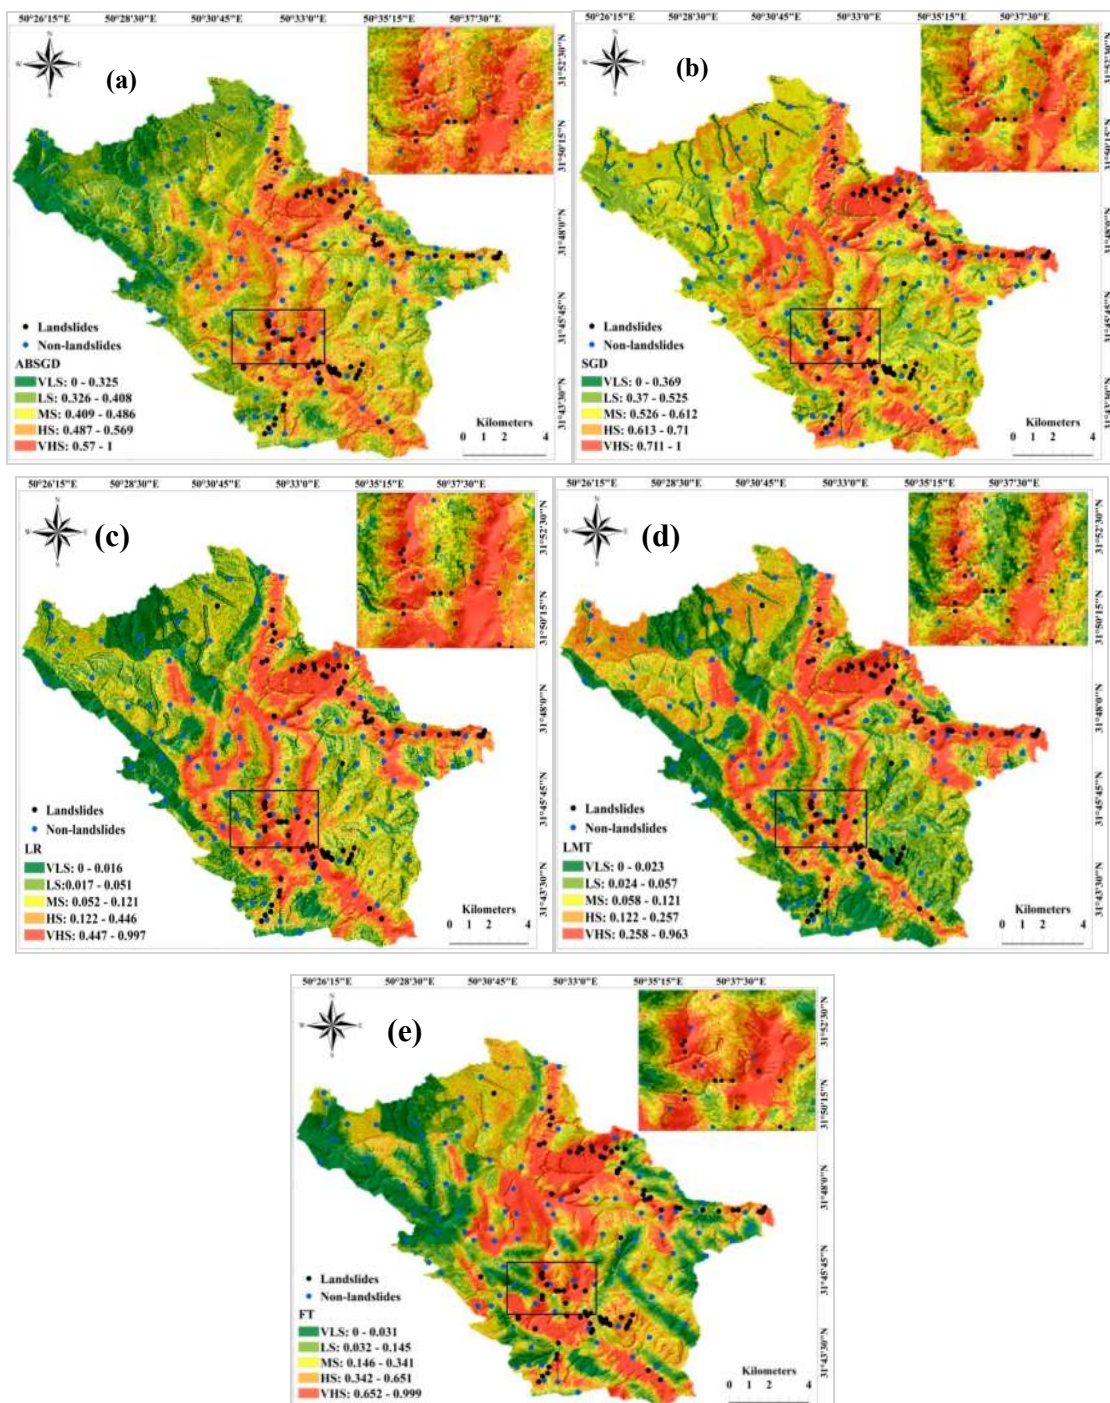 50°26'15"E 50°28'30"E 50°30'45"E 50°33'0"E 50°35'15"E 50°37'30"E
N
W E
S
(a)
31°52'30"N
31°50'15"N
31°48'0"N
31°45'45"N
31°43'30"N
Landslides
Non-landslides
ABSGD
VLS: 0 - 0.325
LS: 0.326 - 0.408
MS: 0.409 - 0.486
HS: 0.487 - 0.569
VHS: 0.57 - 1
Kilometers
0 1 2 4
50°26'15"E 50°28'30"E 50°30'45"E 50°33'0"E 50°35'15"E 50°37'30"E
N
W E
S
(b)
31°52'30"N
31°50'15"N
31°48'0"N
31°45'45"N
31°43'30"N
Landslides
Non-landslides
SGD
VLS: 0 - 0.369
LS: 0.37 - 0.525
MS: 0.526 - 0.612
HS: 0.613 - 0.71
VHS: 0.711 - 1
Kilometers
0 1 2 4
50°26'15"E 50°28'30"E 50°30'45"E 50°33'0"E 50°35'15"E 50°37'30"E
N
W E
S
(c)
31°52'30"N
31°50'15"N
31°48'0"N
31°45'45"N
31°43'30"N
Landslides
Non-landslides
LR
VLS: 0 - 0.016
LS:0.017 - 0.051
MS: 0.052 - 0.121
HS: 0.122 - 0.446
VHS: 0.447 - 0.997
Kilometers
0 1 2 4
50°26'15"E 50°28'30"E 50°30'45"E 50°33'0"E 50°35'15"E 50°37'30"E
N
W E
S
(d)
31°52'30"N
31°50'15"N
31°48'0"N
31°45'45"N
31°43'30"N
Landslides
Non-landslides
LMT
VLS: 0 - 0.023
LS: 0.024 - 0.057
MS: 0.058 - 0.121
HS: 0.122 - 0.257
VHS: 0.258 - 0.963
Kilometers
0 1 2 4
50°26'15"E 50°28'30"E 50°30'45"E 50°33'0"E 50°35'15"E 50°37'30"E
N
W E
S
(e)
31°52'30"N
31°50'15"N
31°48'0"N
31°45'45"N
31°43'30"N
Landslides
Non-landslides
FT
VLS: 0 - 0.031
LS: 0.032 - 0.145
MS: 0.146 - 0.341
HS: 0.342 - 0.651
VHS: 0.652 - 0.999
Kilometers
0 1 2 4